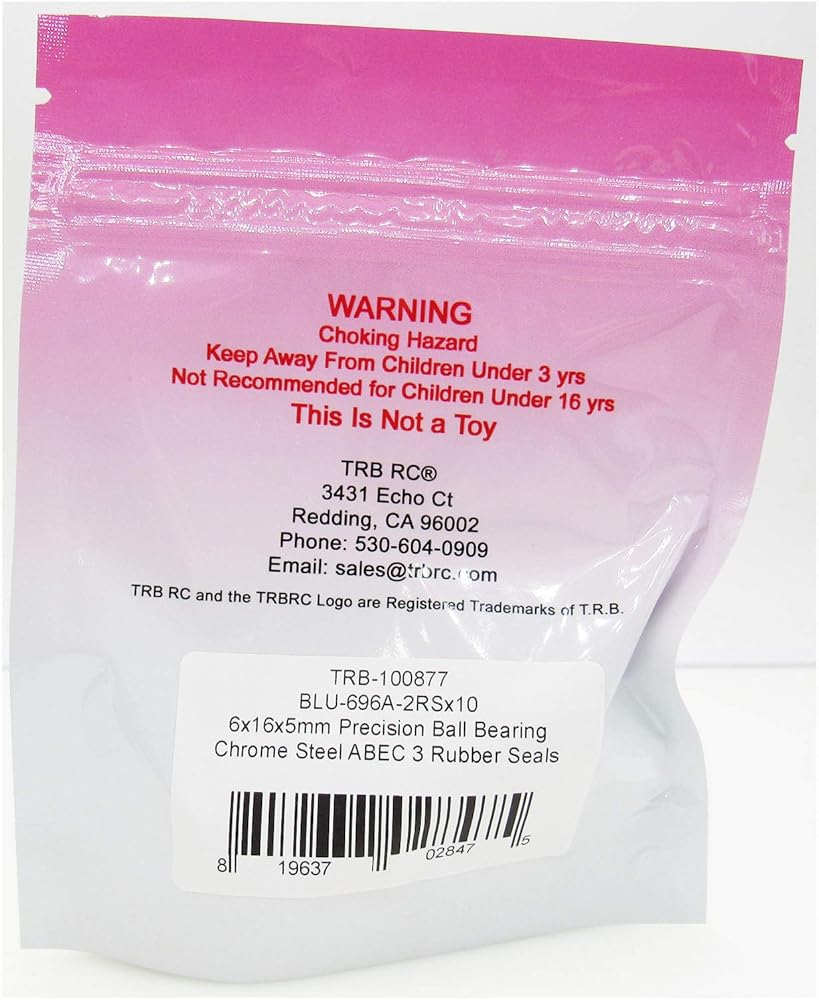 WARNING
Choking Hazard
Keep Away From Children Under 3 yrs
Not Recommended for Children Under 16 yrs
This Is Not a Toy
TRB RC®
3431 Echo Ct
Redding, CA 96002
Phone: 530-604-0909
Email: sales@trbrc.com
TRB RC and the TRBRC Logo are Registered Trademarks of T.R.B.
TRB-100877
BLU-696A-2RSx10
6x16x5mm Precision Ball Bearing
Chrome Steel ABEC 3 Rubber Seals
8 19637 02847 5